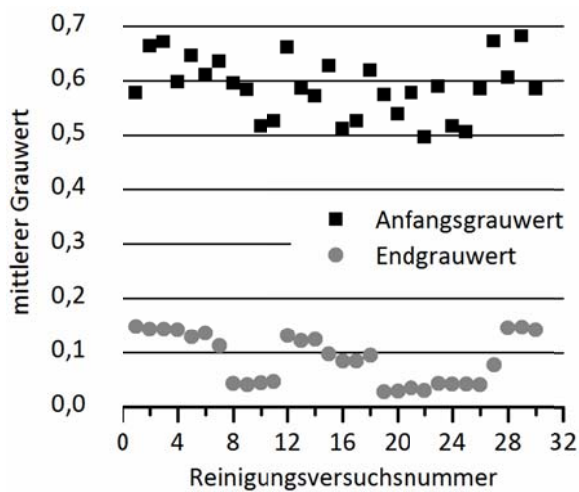 0,7
0,6
0,5
0,4
0,3
0,2
0,1
0,0
mittlerer Grauwert
Anfangsgrauwert
Endgrauwert
0 4 8 12 16 20 24 28 32
Reinigungsversuchsnummer